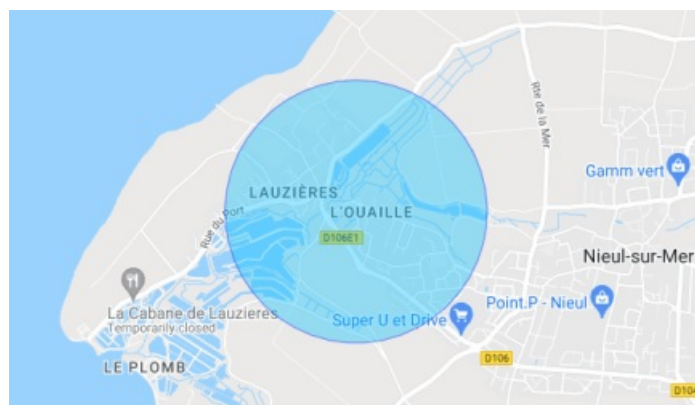 Rte de la Mer
Gamm vert
LAUZIÈRES
L'OUAILLE
Rue du Port
D106E1
Nieul-sur-Mer
La Cabane de Lauzieres
Temporarily closed
Point.P - Nieul
Super U et Drive
LE PLOMB
D106
D104